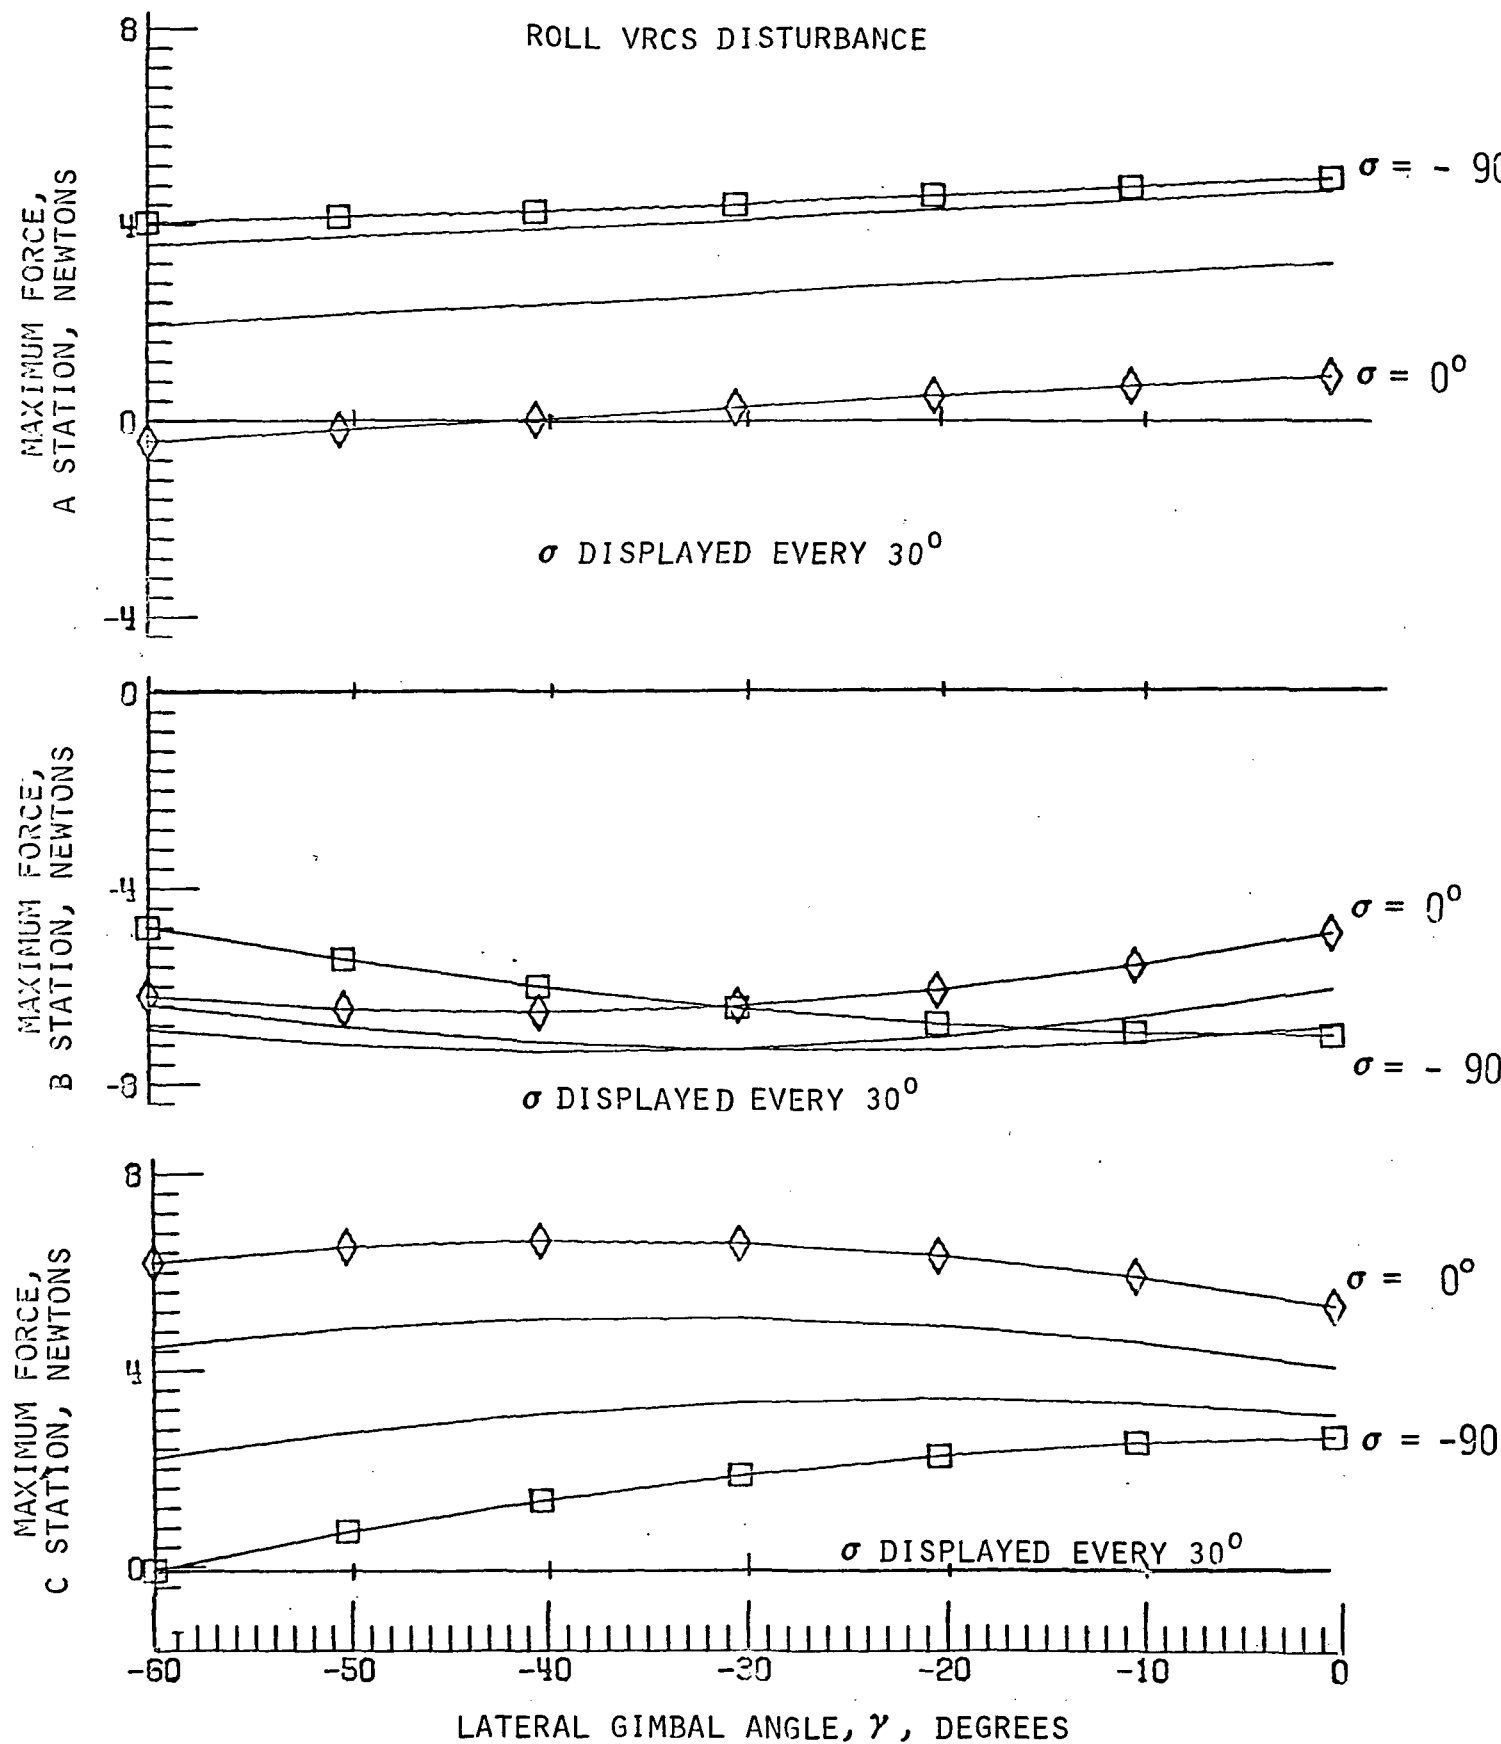 ROLL VRCS DISTURBANCE
MAXIMUM FORCE,
A STATION, NEWTONS
8
4
0
-4
σ = - 90
σ = 0°
σ DISPLAYED EVERY 30°
MAXIMUM FORCE,
B STATION, NEWTONS
0
-4
-8
σ = 0°
σ = - 90
σ DISPLAYED EVERY 30°
MAXIMUM FORCE,
C STATION, NEWTONS
8
4
0
σ = 0°
σ = -90
σ DISPLAYED EVERY 30°
-60 -50 -40 -30 -20 -10 0
LATERAL GIMBAL ANGLE, γ, DEGREES